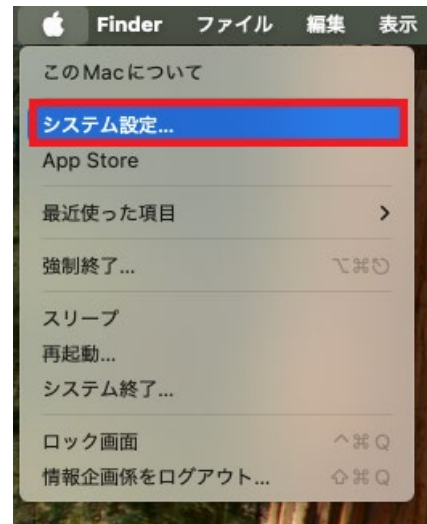 Finder ファイル 編集 表示
このMacについて
システム設定...
App Store
最近使った項目
強制終了... ⌥⌘⎋
スリープ
再起動...
システム終了...
ロック画面 ^⌘Q
情報企画係をログアウト... ⇧⌘Q